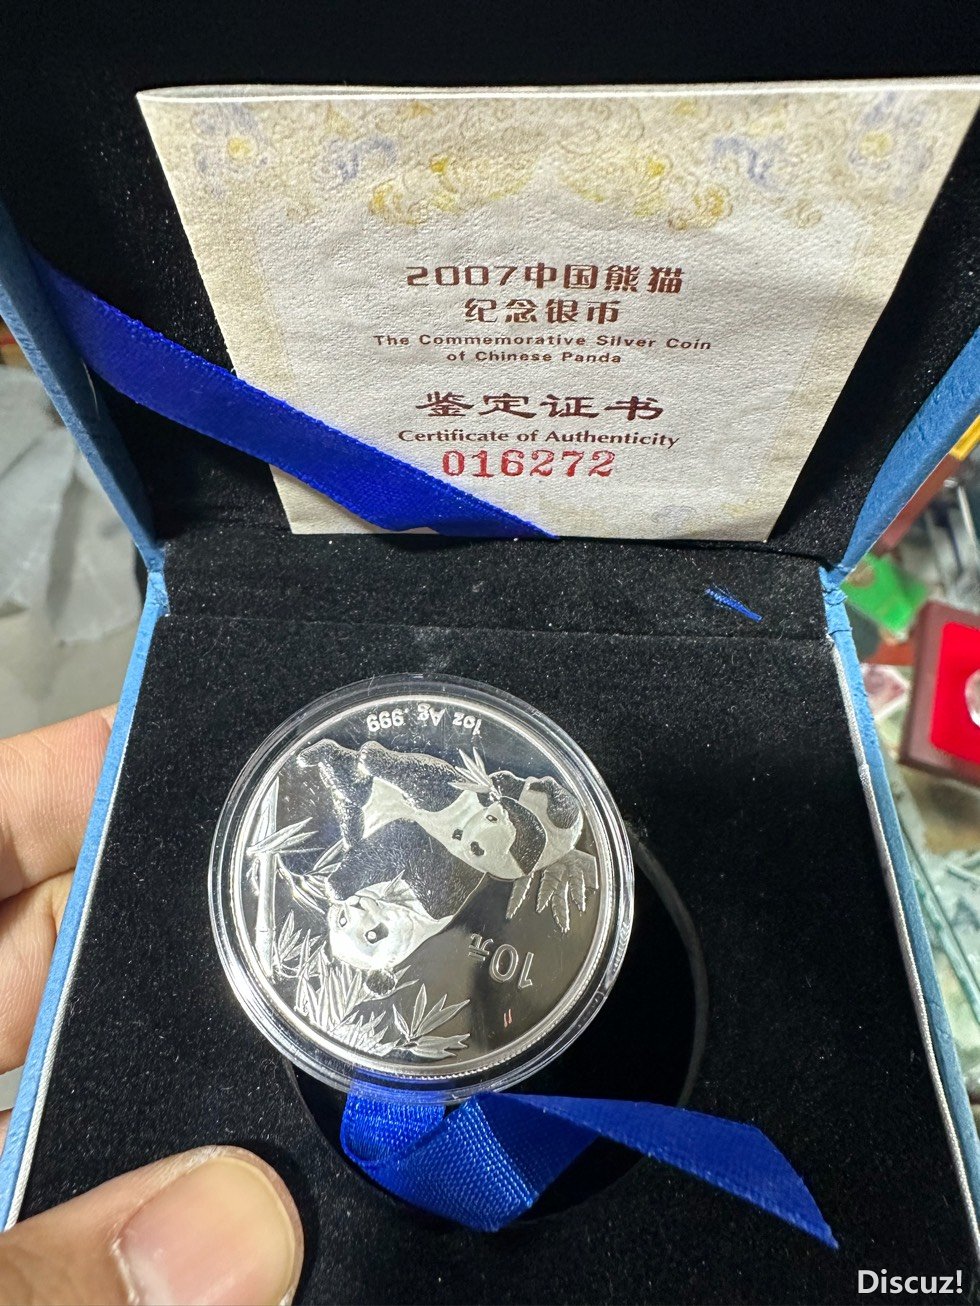 2007中国熊猫
纪念银币
The Commemorative Silver Coin
of Chinese Panda
鉴定证书
Certificate of Authenticity
016272
1oz Ag .999
10元
Discuz!